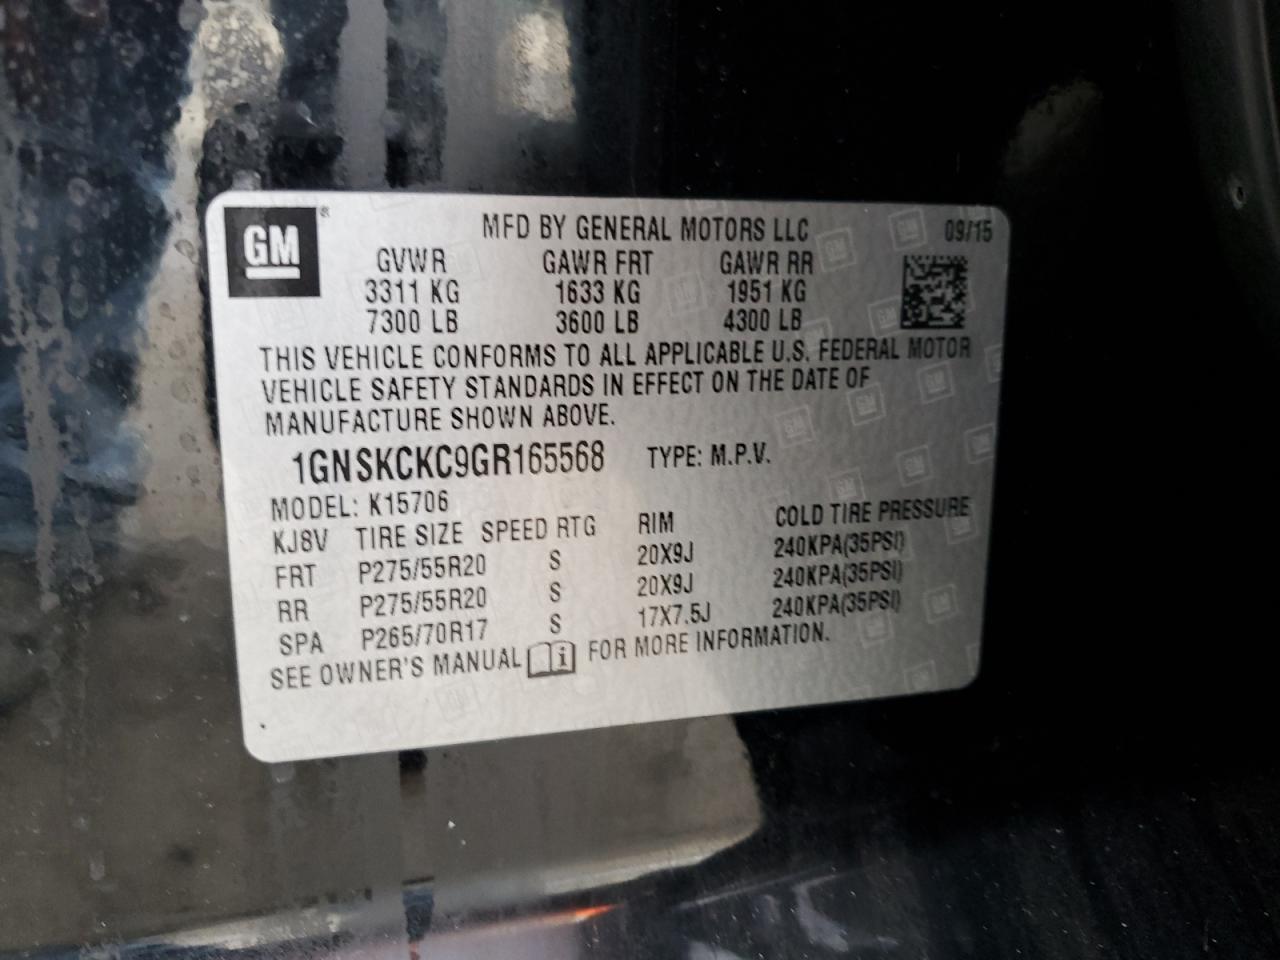 GM®
MFD BY GENERAL MOTORS LLC 09/15
GVWR GAWR FRT GAWR RR
3311 KG 1633 KG 1951 KG
7300 LB 3600 LB 4300 LB
THIS VEHICLE CONFORMS TO ALL APPLICABLE U.S. FEDERAL MOTOR
VEHICLE SAFETY STANDARDS IN EFFECT ON THE DATE OF
MANUFACTURE SHOWN ABOVE.
1GNSKCKC9GR165568 TYPE: M.P.V.
MODEL: K15706
KJ8V TIRE SIZE SPEED RTG RIM COLD TIRE PRESSURE
FRT P275/55R20 S 20X9J 240KPA(35PSI)
RR P275/55R20 S 20X9J 240KPA(35PSI)
SPA P265/70R17 S 17X7.5J 240KPA(35PSI)
SEE OWNER'S MANUAL i FOR MORE INFORMATION.